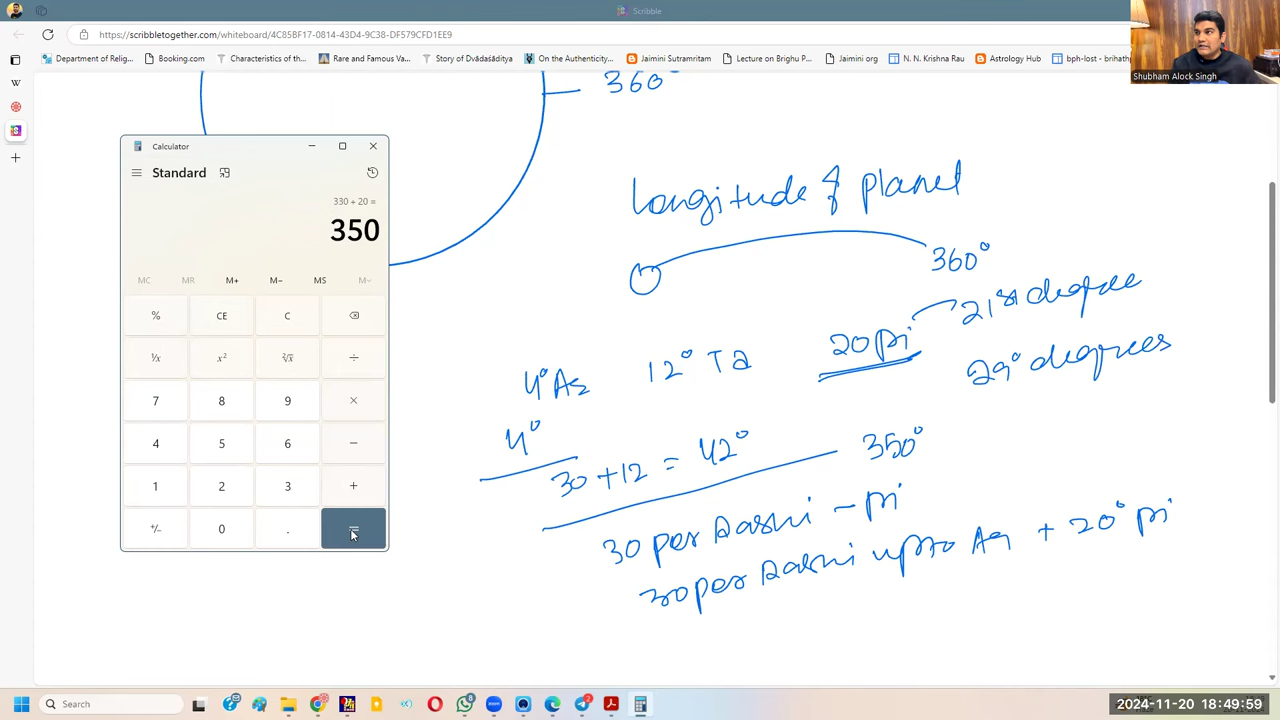 Scribble
https://scribbletogether.com/whiteboard/4C85BF17-0814-43D4-9C38-DF579CFD1EE9
Department of Relig...
Booking.com
Characteristics of th...
Rare and Famous Va...
Story of Dvādaśāditya
On the Authenticity...
Jaimini Sutramritam
Lecture on Brighu P...
Jaimini org
N. N. Krishna Rau
Astrology Hub
bph-lost - brihathp
Shubham Alock Singh
360°
Calculator
Standard
330 + 20 =
350
MC MR M+ M− MS M˅
% CE C
⅟x x² ²√x ÷
7 8 9 ×
4 5 6 −
1 2 3 +
+/− 0 . =
Longitude of planet
360°
4° Ar 12° Ta 20 Pi 21st degree
29° degrees
4°
30 + 12 = 42° 350°
30 per Rashi – Pi
30 per Rashi upto Aq + 20° Pi
Search
2024-11-20 18:49:59